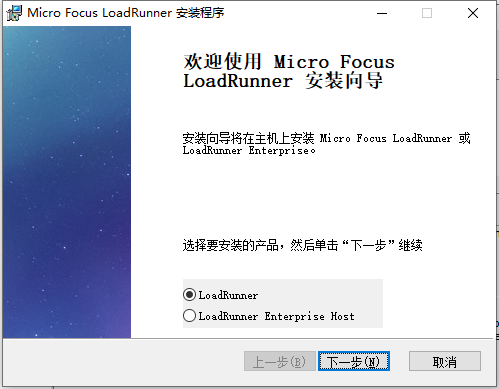 Micro Focus LoadRunner 安装程序
欢迎使用 Micro Focus
LoadRunner 安装向导
安装向导将在主机上安装 Micro Focus LoadRunner 或
LoadRunner Enterprise。
选择要安装的产品，然后单击“下一步”继续
LoadRunner
LoadRunner Enterprise Host
上一步(B)
下一步(N)
取消